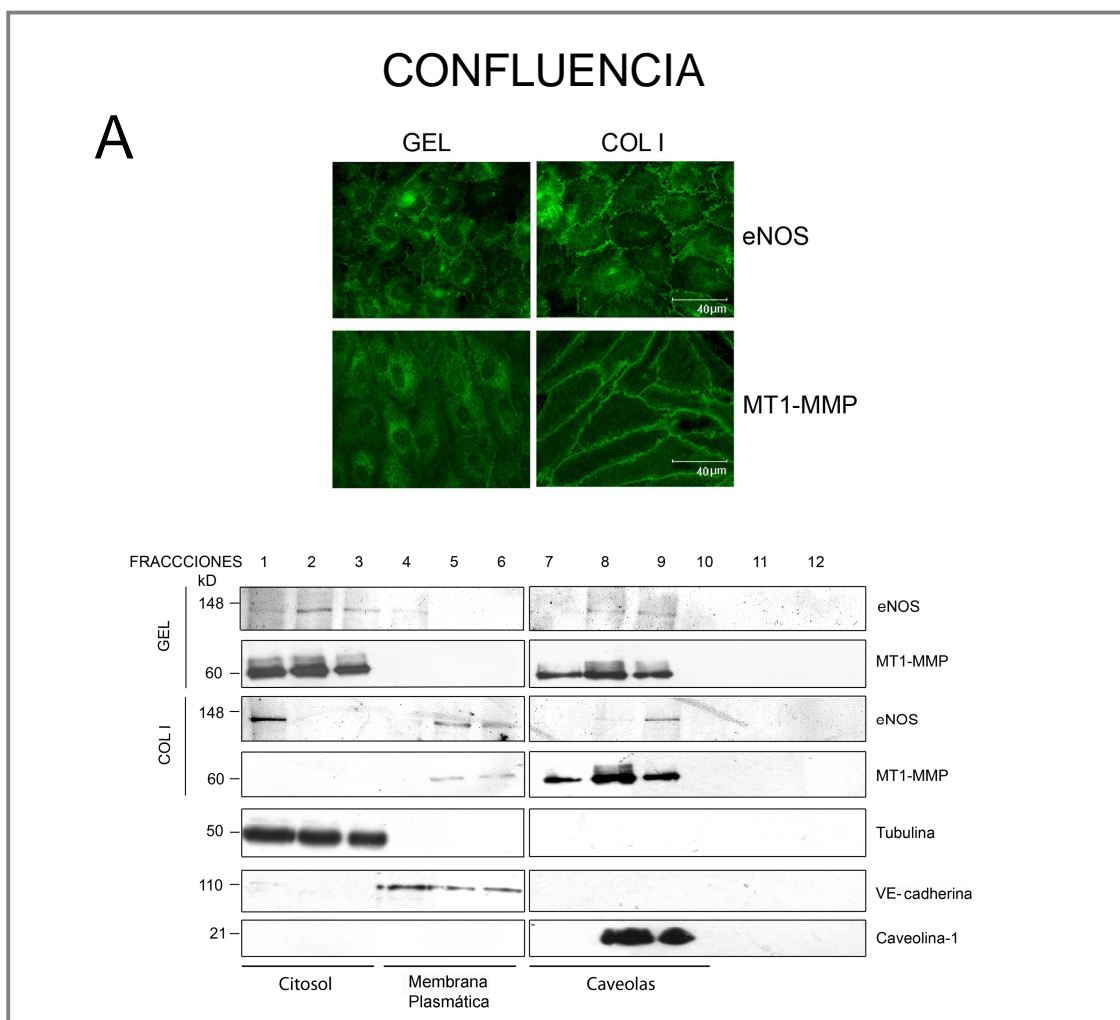 CONFLUENCIA
A
GEL COL I
eNOS
40µm
MT1-MMP
40µm
FRACCCIONES 1 2 3 4 5 6 7 8 9 10 11 12
kD
GEL
148 eNOS
60 MT1-MMP
COL I
148 eNOS
60 MT1-MMP
50 Tubulina
110 VE-cadherina
21 Caveolina-1
Citosol Membrana Plasmática Caveolas